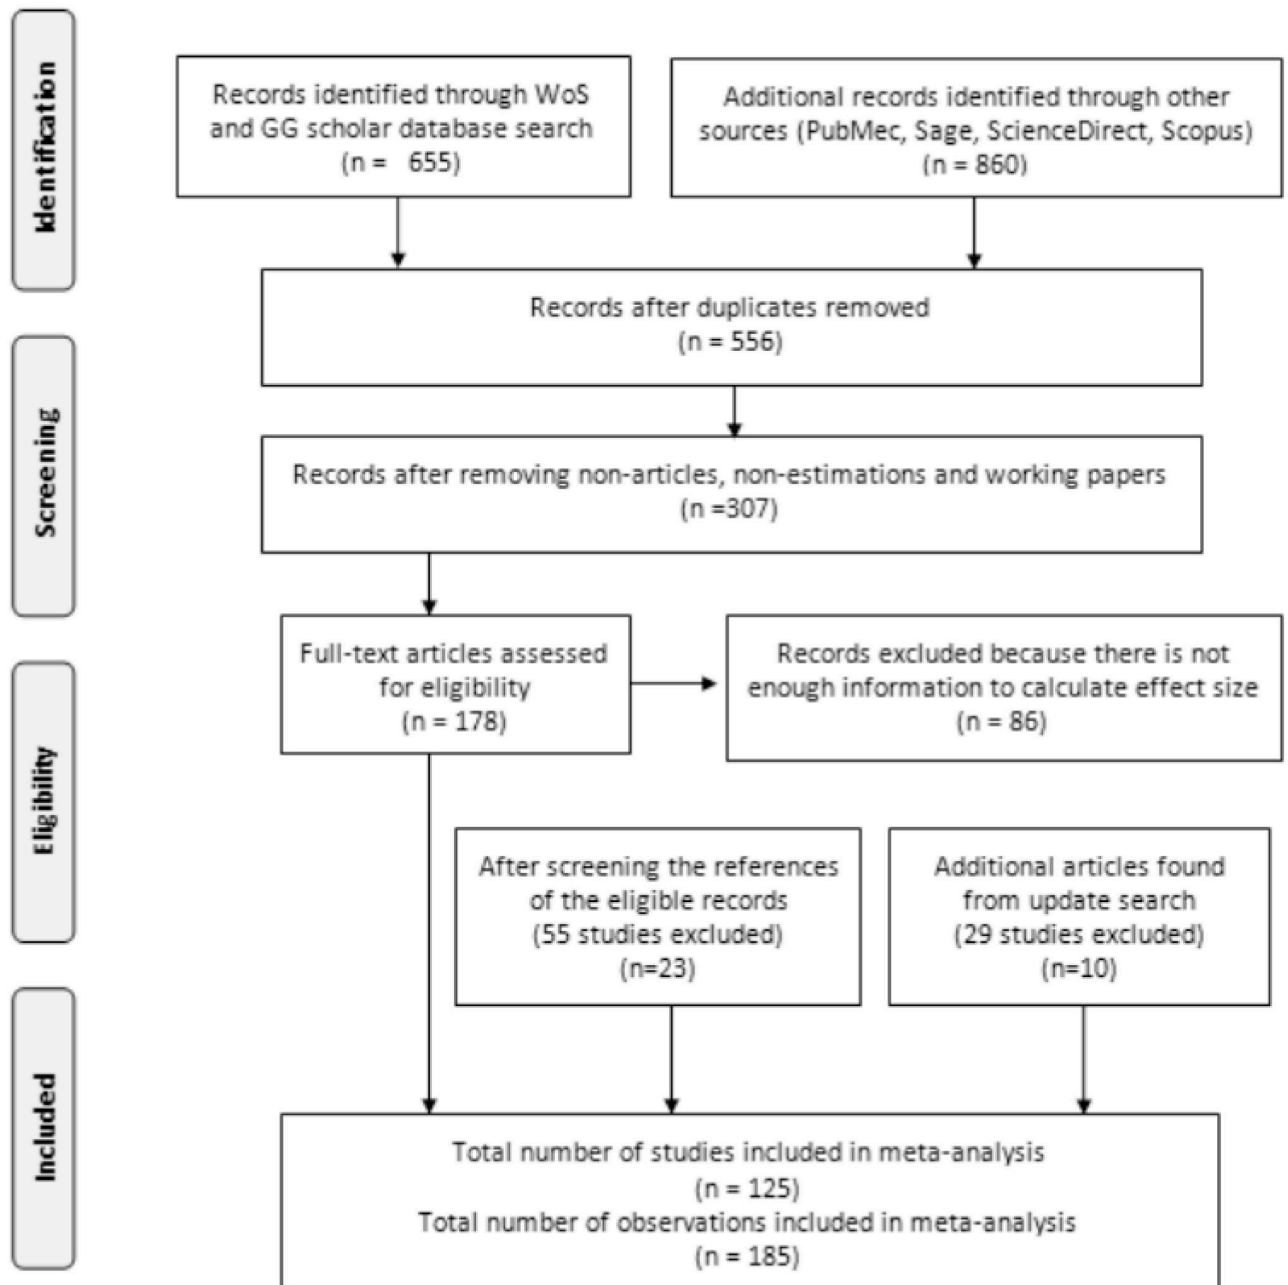 Identification
Records identified through WoS
and GG scholar database search
(n = 655)
Additional records identified through other
sources (PubMec, Sage, ScienceDirect, Scopus)
(n = 860)
Records after duplicates removed
(n = 556)
Screening
Records after removing non-articles, non-estimations and working papers
(n =307)
Full-text articles assessed
for eligibility
(n = 178)
Records excluded because there is not
enough information to calculate effect size
(n = 86)
Eligibility
After screening the references
of the eligible records
(55 studies excluded)
(n=23)
Additional articles found
from update search
(29 studies excluded)
(n=10)
Included
Total number of studies included in meta-analysis
(n = 125)
Total number of observations included in meta-analysis
(n = 185)